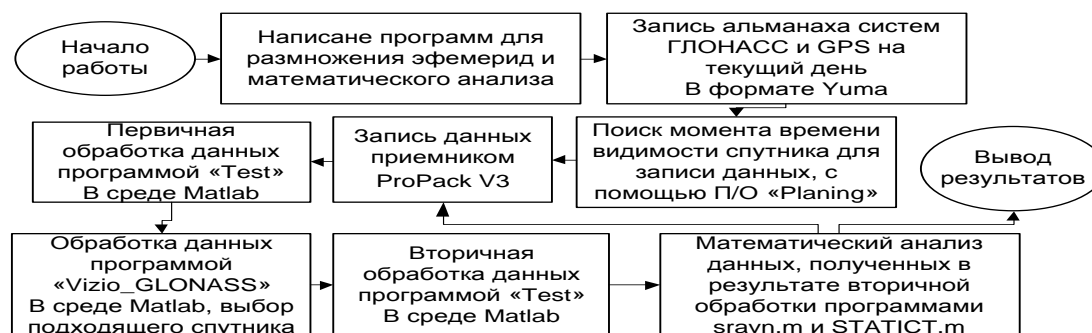 Начало
работы
Написане программ для
размножения эфемерид и
математического анализа
Запись альманаха систем
ГЛОНАСС и GPS на
текущий день
В формате Yuma
Поиск момента времени
видимости спутника для
записи данных, с
помощью П/О «Planing»
Запись данных
приемником
ProPack V3
Первичная
обработка данных
программой «Test»
В среде Matlab
Обработка данных
программой
«Vizio_GLONASS»
В среде Matlab, выбор
подходящего спутника
Вторичная
обработка данных
программой «Test»
В среде Matlab
Математический анализ
данных, полученных в
результате вторичной
обработки программами
sravn.m и STATICT.m
Вывод
результатов